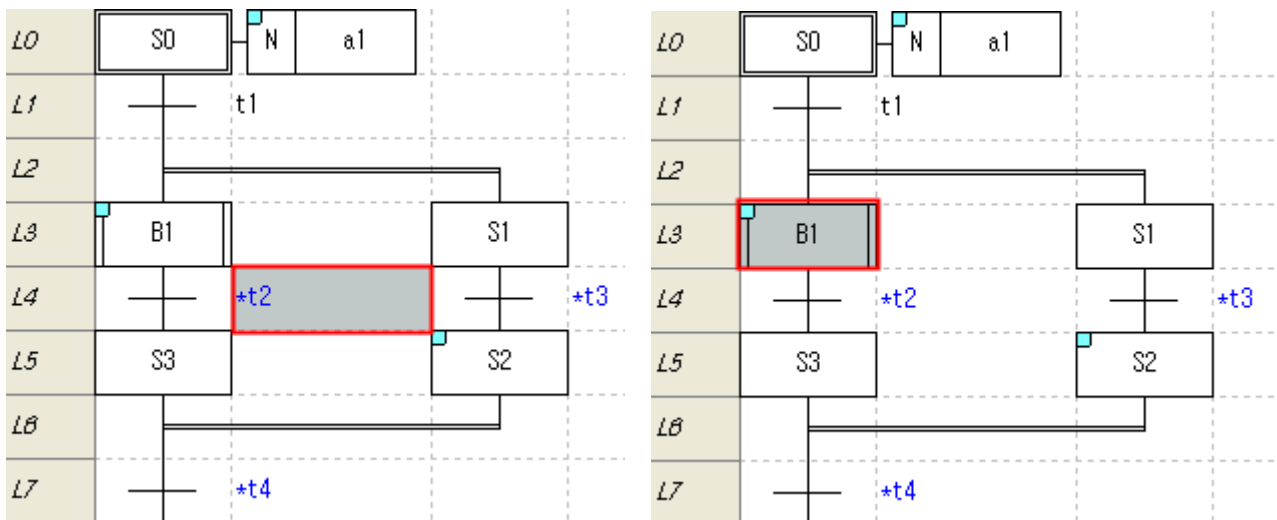 L0 S0 N a1
L1 t1
L2
L3 B1 S1
L4 *t2 *t3
L5 S3 S2
L6
L7 *t4
L0 S0 N a1
L1 t1
L2
L3 B1 S1
L4 *t2 *t3
L5 S3 S2
L6
L7 *t4